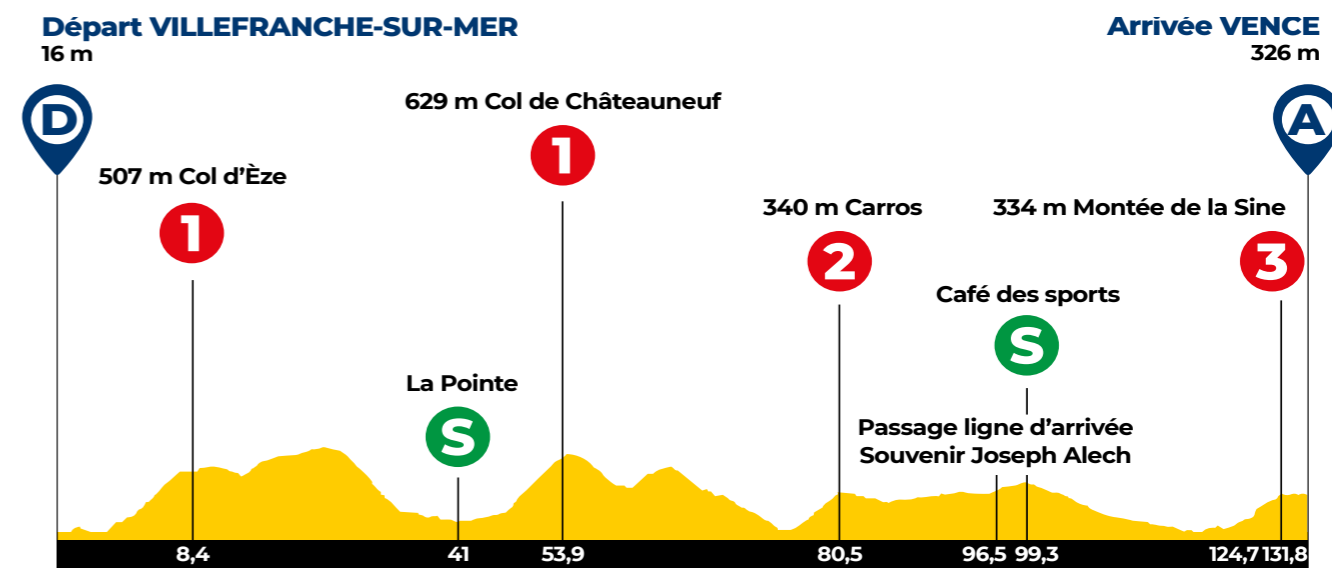 Départ VILLEFRANCHE-SUR-MER
16 m
Arrivée VENCE
326 m
D
A
629 m Col de Châteauneuf
1
507 m Col d'Èze
1
340 m Carros
2
334 m Montée de la Sine
3
Café des sports
S
La Pointe
S
Passage ligne d'arrivée
Souvenir Joseph Alech
8,4 41 53,9 80,5 96,5 99,3 124,7 131,8